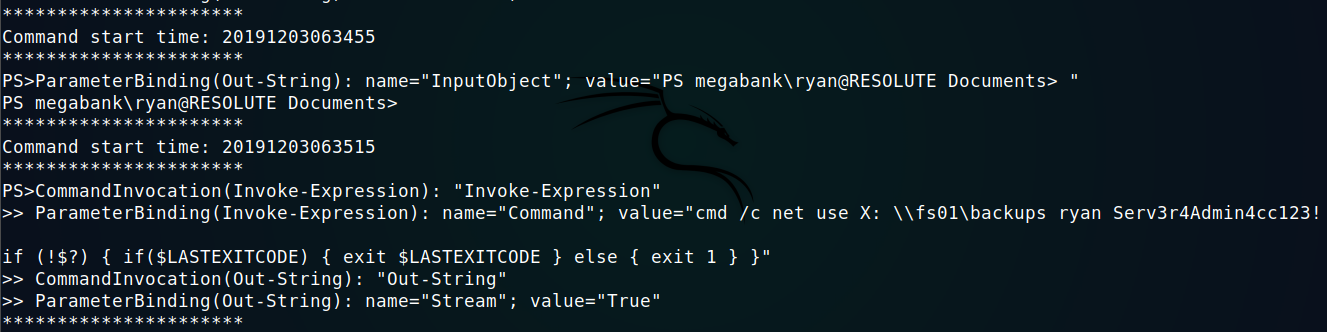 **********************
Command start time: 20191203063455
**********************
PS>ParameterBinding(Out-String): name="InputObject"; value="PS megabank\ryan@RESOLUTE Documents> "
PS megabank\ryan@RESOLUTE Documents>
**********************
Command start time: 20191203063515
**********************
PS>CommandInvocation(Invoke-Expression): "Invoke-Expression"
>> ParameterBinding(Invoke-Expression): name="Command"; value="cmd /c net use X: \\fs01\backups ryan Serv3r4Admin4cc123!

if (!$?) { if($LASTEXITCODE) { exit $LASTEXITCODE } else { exit 1 } }"
>> CommandInvocation(Out-String): "Out-String"
>> ParameterBinding(Out-String): name="Stream"; value="True"
**********************